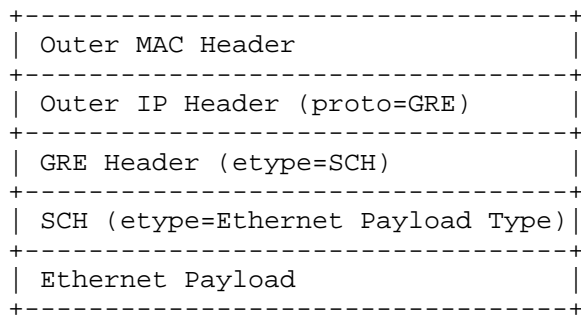 +---------------------------------+
| Outer MAC Header                |
+---------------------------------+
| Outer IP Header (proto=GRE)     |
+---------------------------------+
| GRE Header (etype=SCH)          |
+---------------------------------+
| SCH (etype=Ethernet Payload Type)|
+---------------------------------+
| Ethernet Payload                |
+---------------------------------+